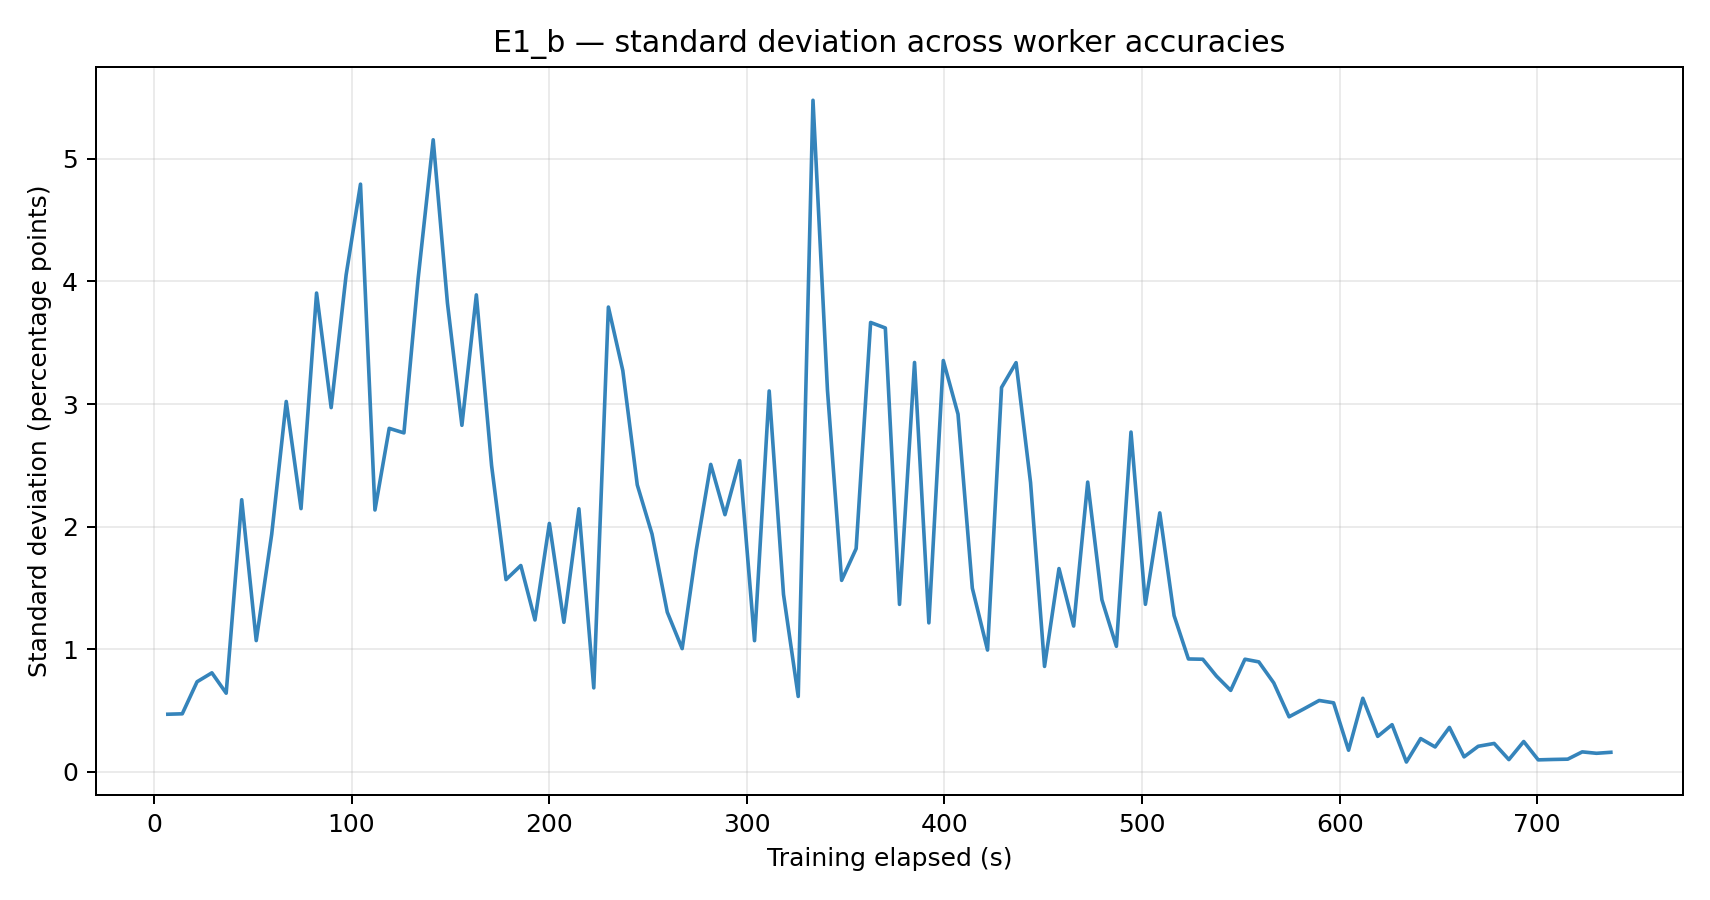 E1_b — standard deviation across worker accuracies
Standard deviation (percentage points)
5
4
3
2
1
0
0 100 200 300 400 500 600 700
Training elapsed (s)